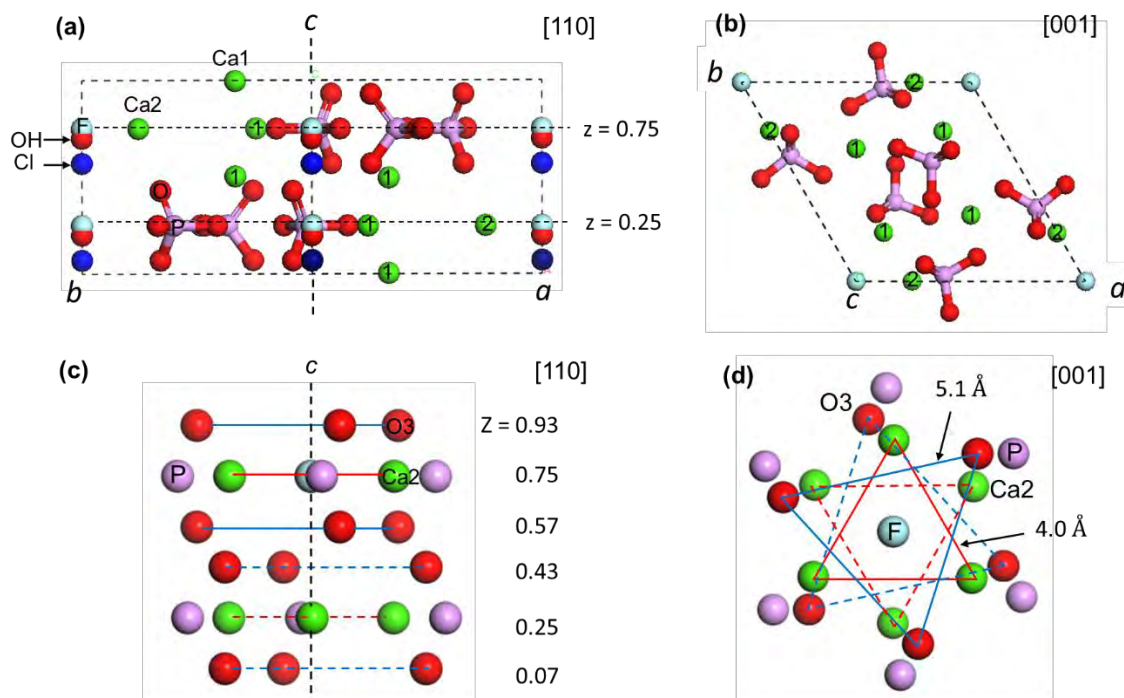 (a)
c
[110]
Ca1
Ca2
F
1
z = 0.75
OH
Cl
1
1
O
P
1
2
z = 0.25
1
b
a
(b)
[001]
b
2
2
1
1
1
1
2
c
2
a
(c)
c
[110]
O3
Z = 0.93
P
Ca2
0.75
0.57
0.43
0.25
0.07
(d)
[001]
5.1 Å
O3
P
Ca2
F
4.0 Å